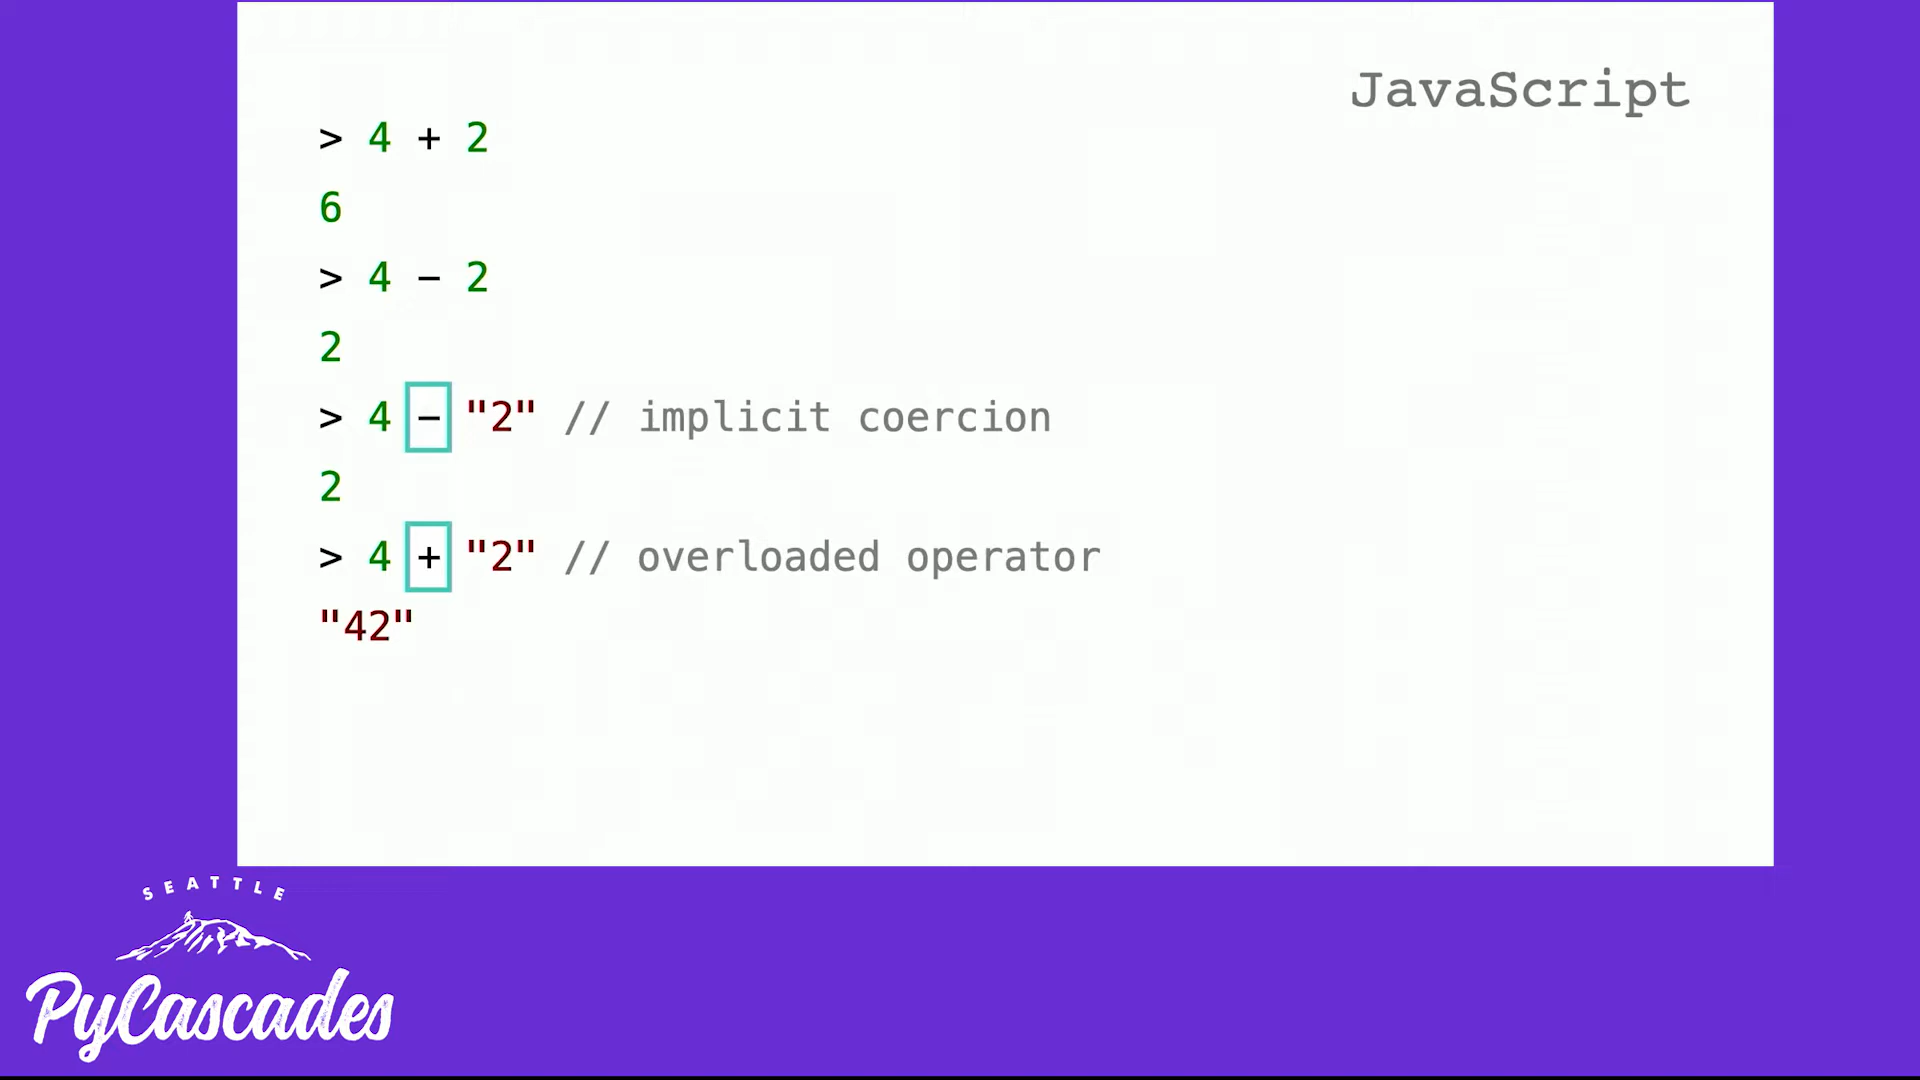 JavaScript
> 4 + 2
6
> 4 - 2
2
> 4 - "2" // implicit coercion
2
> 4 + "2" // overloaded operator
"42"
SEATTLE
PyCascades